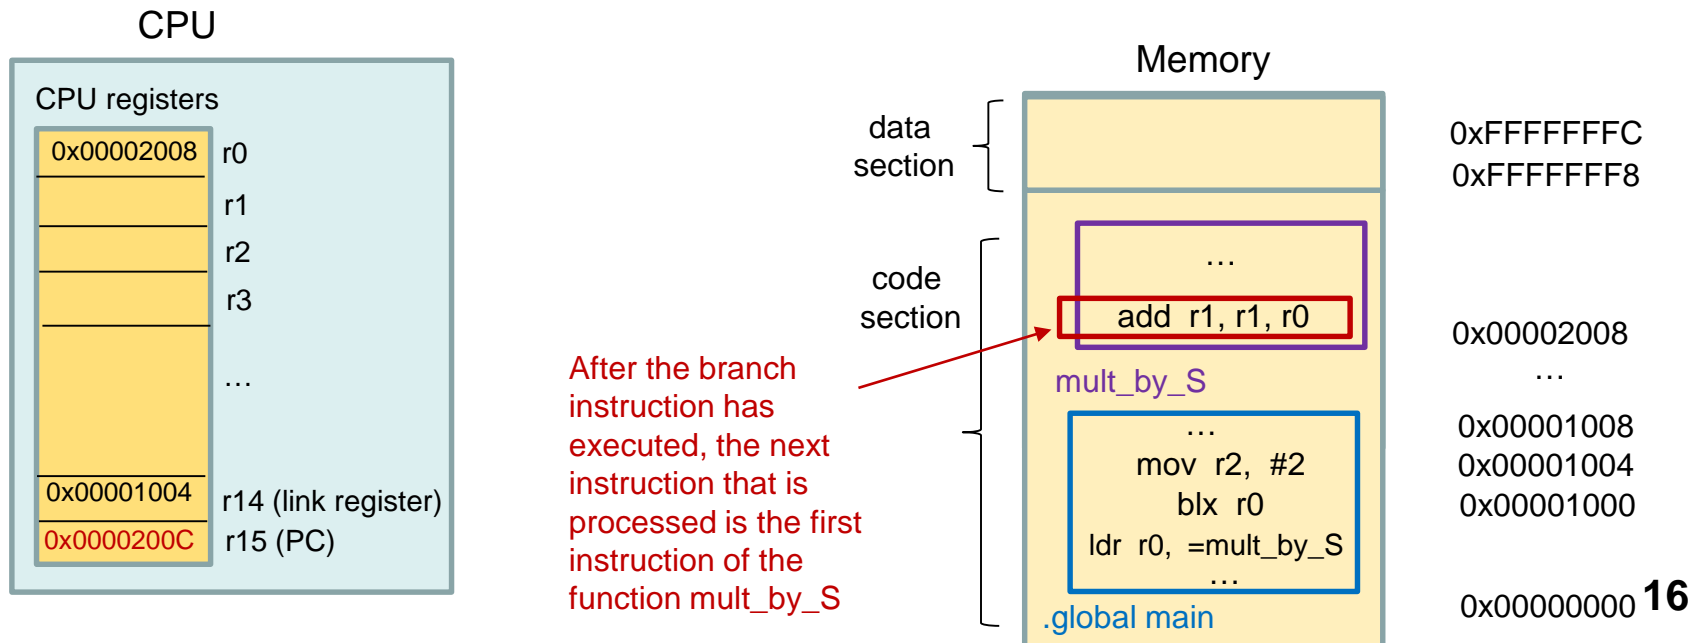 CPU
CPU registers
0x00002008 r0
r1
r2
r3
…
0x00001004 r14 (link register)
0x0000200C r15 (PC)
After the branch
instruction has
executed, the next
instruction that is
processed is the first
instruction of the
function mult_by_S
Memory
data
section
code
section
…
add r1, r1, r0
mult_by_S
…
mov r2, #2
blx r0
ldr r0, =mult_by_S
…
.global main
0xFFFFFFFC
0xFFFFFFF8
0x00002008
…
0x00001008
0x00001004
0x00001000
0x00000000
16